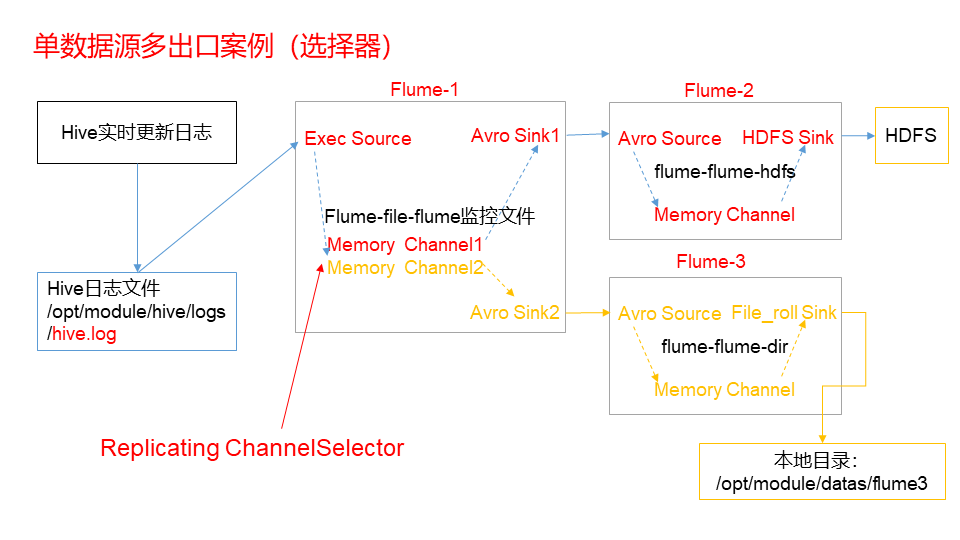 单数据源多出口案例（选择器）
Hive实时更新日志
Hive日志文件
/opt/module/hive/logs
/hive.log
Flume-1
Exec Source
Avro Sink1
Flume-file-flume监控文件
Memory Channel1
Memory Channel2
Avro Sink2
Replicating ChannelSelector
Flume-2
Avro Source
HDFS Sink
flume-flume-hdfs
Memory Channel
HDFS
Flume-3
Avro Source
File_roll Sink
flume-flume-dir
Memory Channel
本地目录：
/opt/module/datas/flume3